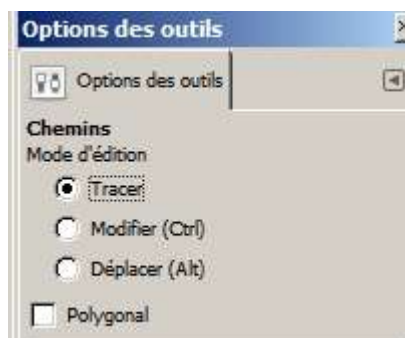 Options des outils
Options des outils
Chemins
Mode d'édition
Tracer
Modifier (Ctrl)
Déplacer (Alt)
Polygonal